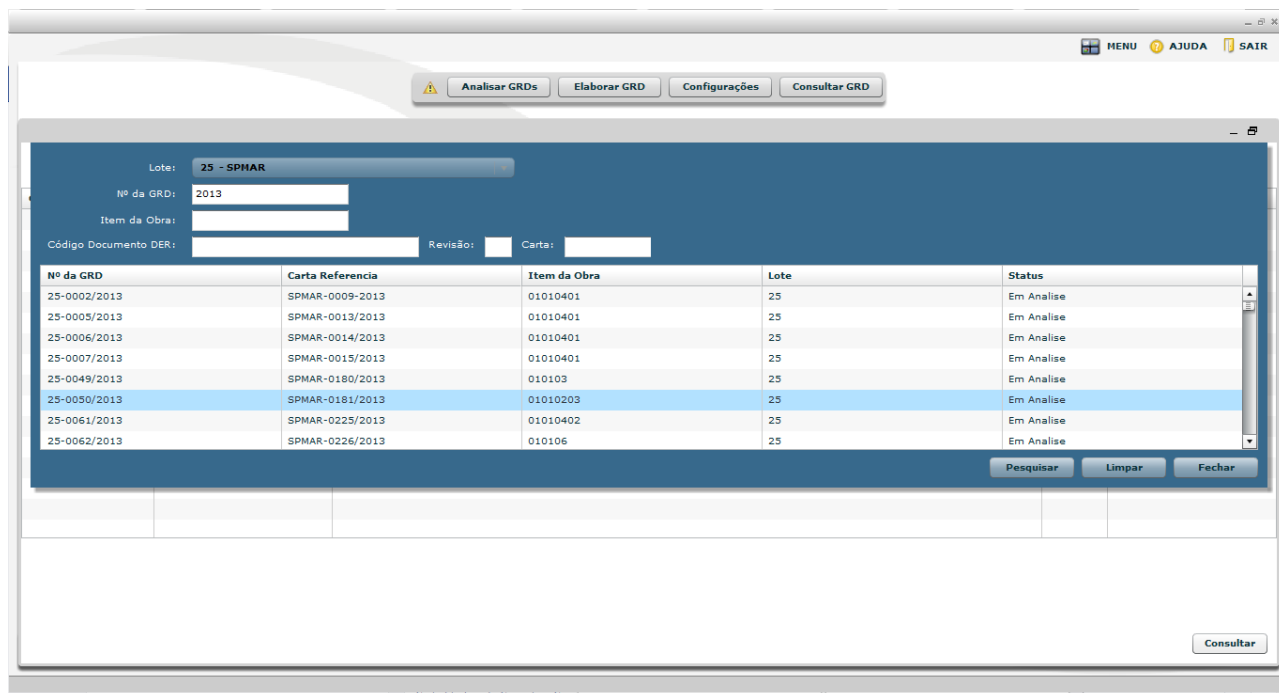 MENU AJUDA SAIR
Analisar GRDs Elaborar GRD Configurações Consultar GRD
Lote: 25 - SPMAR
Nº da GRD: 2013
Item da Obra:
Código Documento DER: Revisão: Carta:
Nº da GRD Carta Referencia Item da Obra Lote Status
25-0002/2013 SPMAR-0009-2013 01010401 25 Em Analise
25-0005/2013 SPMAR-0013/2013 01010401 25 Em Analise
25-0006/2013 SPMAR-0014/2013 01010401 25 Em Analise
25-0007/2013 SPMAR-0015/2013 01010401 25 Em Analise
25-0049/2013 SPMAR-0180/2013 010103 25 Em Analise
25-0050/2013 SPMAR-0181/2013 01010203 25 Em Analise
25-0061/2013 SPMAR-0225/2013 01010402 25 Em Analise
25-0062/2013 SPMAR-0226/2013 010106 25 Em Analise
Pesquisar Limpar Fechar
Consultar